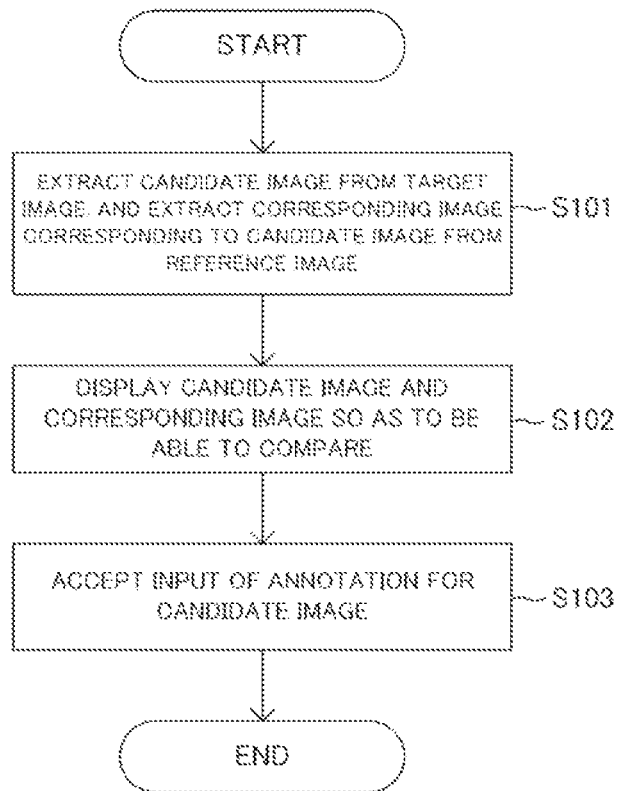 START
EXTRACT CANDIDATE IMAGE FROM TARGET
IMAGE, AND EXTRACT CORRESPONDING IMAGE
CORRESPONDING TO CANDIDATE IMAGE FROM
REFERENCE IMAGE
S101
DISPLAY CANDIDATE IMAGE AND
CORRESPONDING IMAGE SO AS TO BE
ABLE TO COMPARE
S102
ACCEPT INPUT OF ANNOTATION FOR
CANDIDATE IMAGE
S103
END